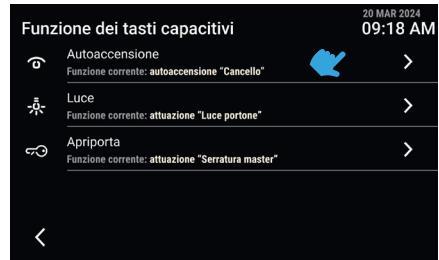 20 MAR 2024
Funzione dei tasti capacitivi 09:18 AM
Autoaccensione
Funzione corrente: autoaccensione “Cancello”
Luce
Funzione corrente: attuazione “Luce portone”
Apriporta
Funzione corrente: attuazione “Serratura master”